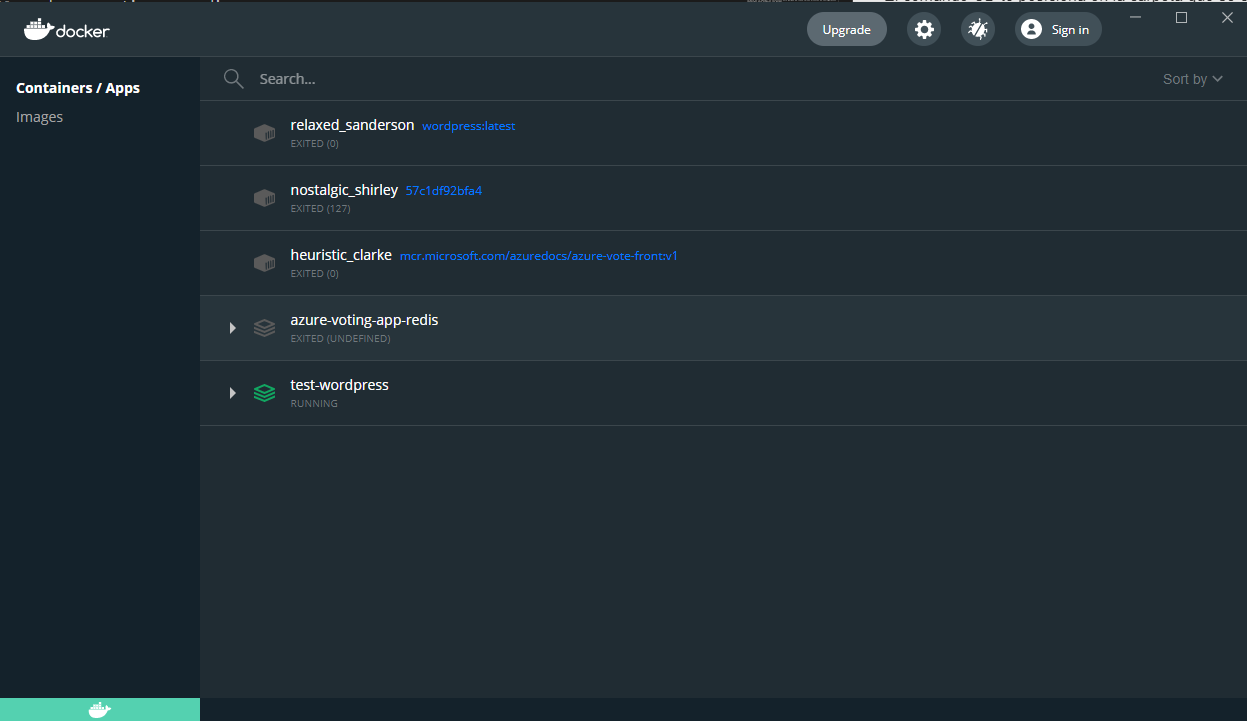 docker
Upgrade
Sign in
Containers / Apps
Images
Search...
Sort by
relaxed_sanderson wordpress:latest
EXITED (0)
nostalgic_shirley 57c1df92bfa4
EXITED (127)
heuristic_clarke mcr.microsoft.com/azuredocs/azure-vote-front:v1
EXITED (0)
azure-voting-app-redis
EXITED (UNDEFINED)
test-wordpress
RUNNING